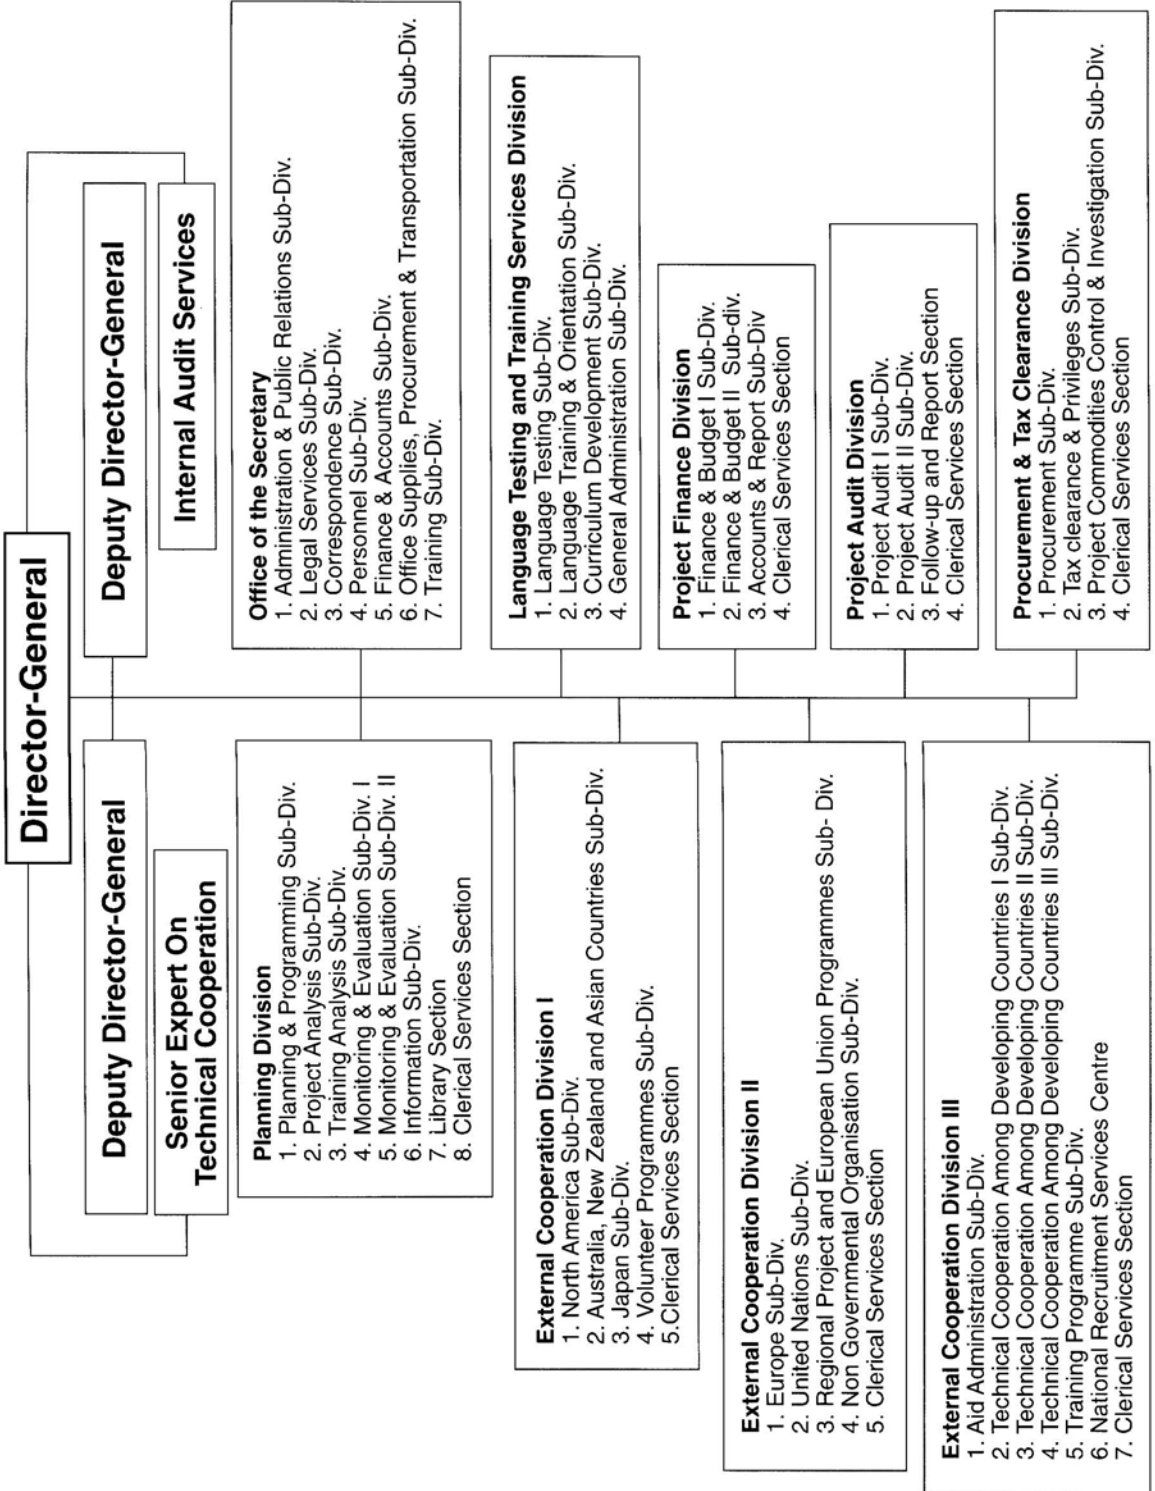 Director-General
Deputy Director-General
Deputy Director-General
Senior Expert On
Technical Cooperation
Internal Audit Services
Planning Division
1. Planning & Programming Sub-Div.
2. Project Analysis Sub-Div.
3. Training Analysis Sub-Div.
4. Monitoring & Evaluation Sub-Div. I
5. Monitoring & Evaluation Sub-Div. II
6. Information Sub-Div.
7. Library Section
8. Clerical Services Section
Office of the Secretary
1. Administration & Public Relations Sub-Div.
2. Legal Services Sub-Div.
3. Correspondence Sub-Div.
4. Personnel Sub-Div.
5. Finance & Accounts Sub-Div.
6. Office Supplies, Procurement & Transportation Sub-Div.
7. Training Sub-Div.
External Cooperation Division I
1. North America Sub-Div.
2. Australia, New Zealand and Asian Countries Sub-Div.
3. Japan Sub-Div.
4. Volunteer Programmes Sub-Div.
5.Clerical Services Section
Language Testing and Training Services Division
1. Language Testing Sub-Div.
2. Language Training & Orientation Sub-Div.
3. Curriculum Development Sub-Div.
4. General Administration Sub-Div.
Project Finance Division
1. Finance & Budget I Sub-Div.
2. Finance & Budget II Sub-div.
3. Accounts & Report Sub-Div
4. Clerical Services Section
External Cooperation Division II
1. Europe Sub-Div.
2. United Nations Sub-Div.
3. Regional Project and European Union Programmes Sub- Div.
4. Non Governmental Organisation Sub-Div.
5. Clerical Services Section
Project Audit Division
1. Project Audit I Sub-Div.
2. Project Audit II Sub-Div.
3. Follow-up and Report Section
4. Clerical Services Section
External Cooperation Division III
1. Aid Administration Sub-Div.
2. Technical Cooperation Among Developing Countries I Sub-Div.
3. Technical Cooperation Among Developing Countries II Sub-Div.
4. Technical Cooperation Among Developing Countries III Sub-Div.
5. Training Programme Sub-Div.
6. National Recruitment Services Centre
7. Clerical Services Section
Procurement & Tax Clearance Division
1. Procurement Sub-Div.
2. Tax clearance & Privileges Sub-Div.
3. Project Commodities Control & Investigation Sub-Div.
4. Clerical Services Section